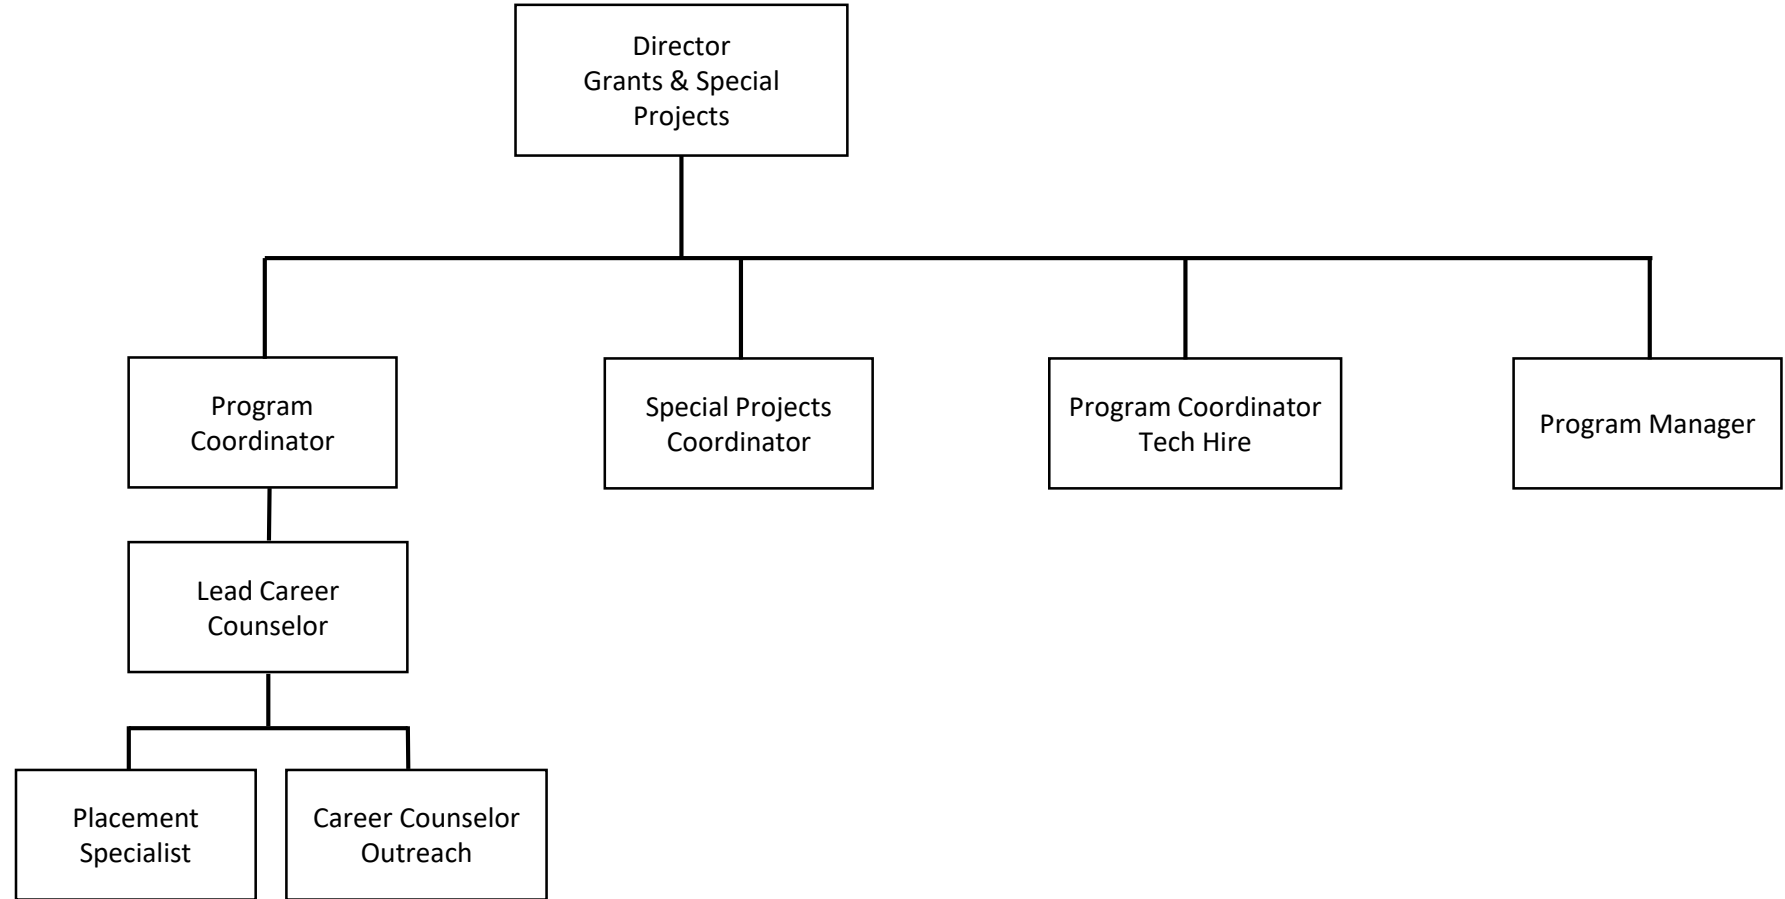 Director
Grants & Special
Projects
Program
Coordinator
Special Projects
Coordinator
Program Coordinator
Tech Hire
Program Manager
Lead Career
Counselor
Placement
Specialist
Career Counselor
Outreach